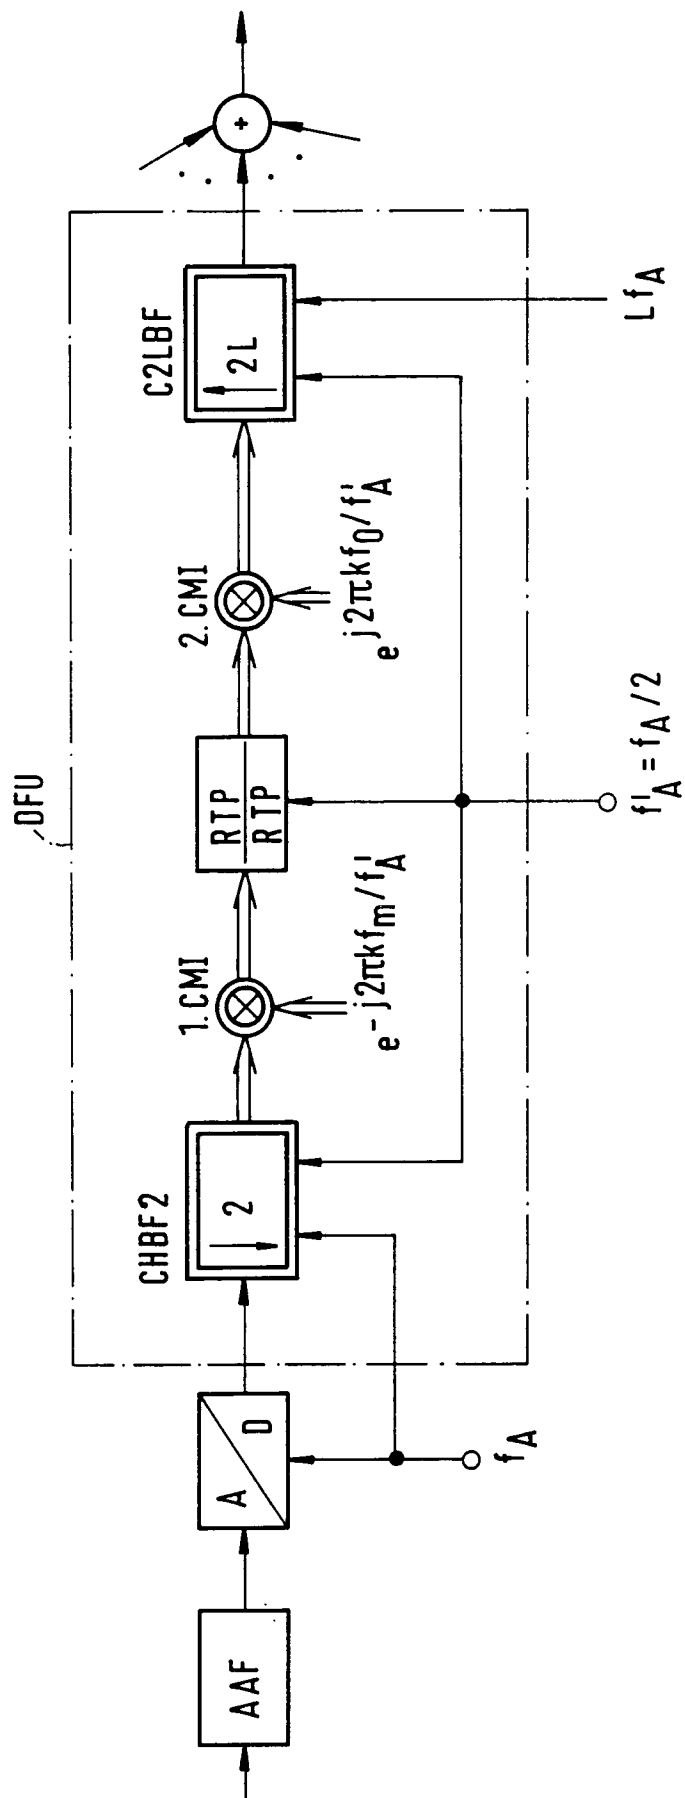 AAF
A
D
f_A
DFU
CHBF2
↓2
1.CMI
e^-j2πkf_m/f'_A
RTP
RTP
2.CMI
e^j2πkf_0/f'_A
C2LBF
↑2L
f'_A = f_A/2
Lf_A
+